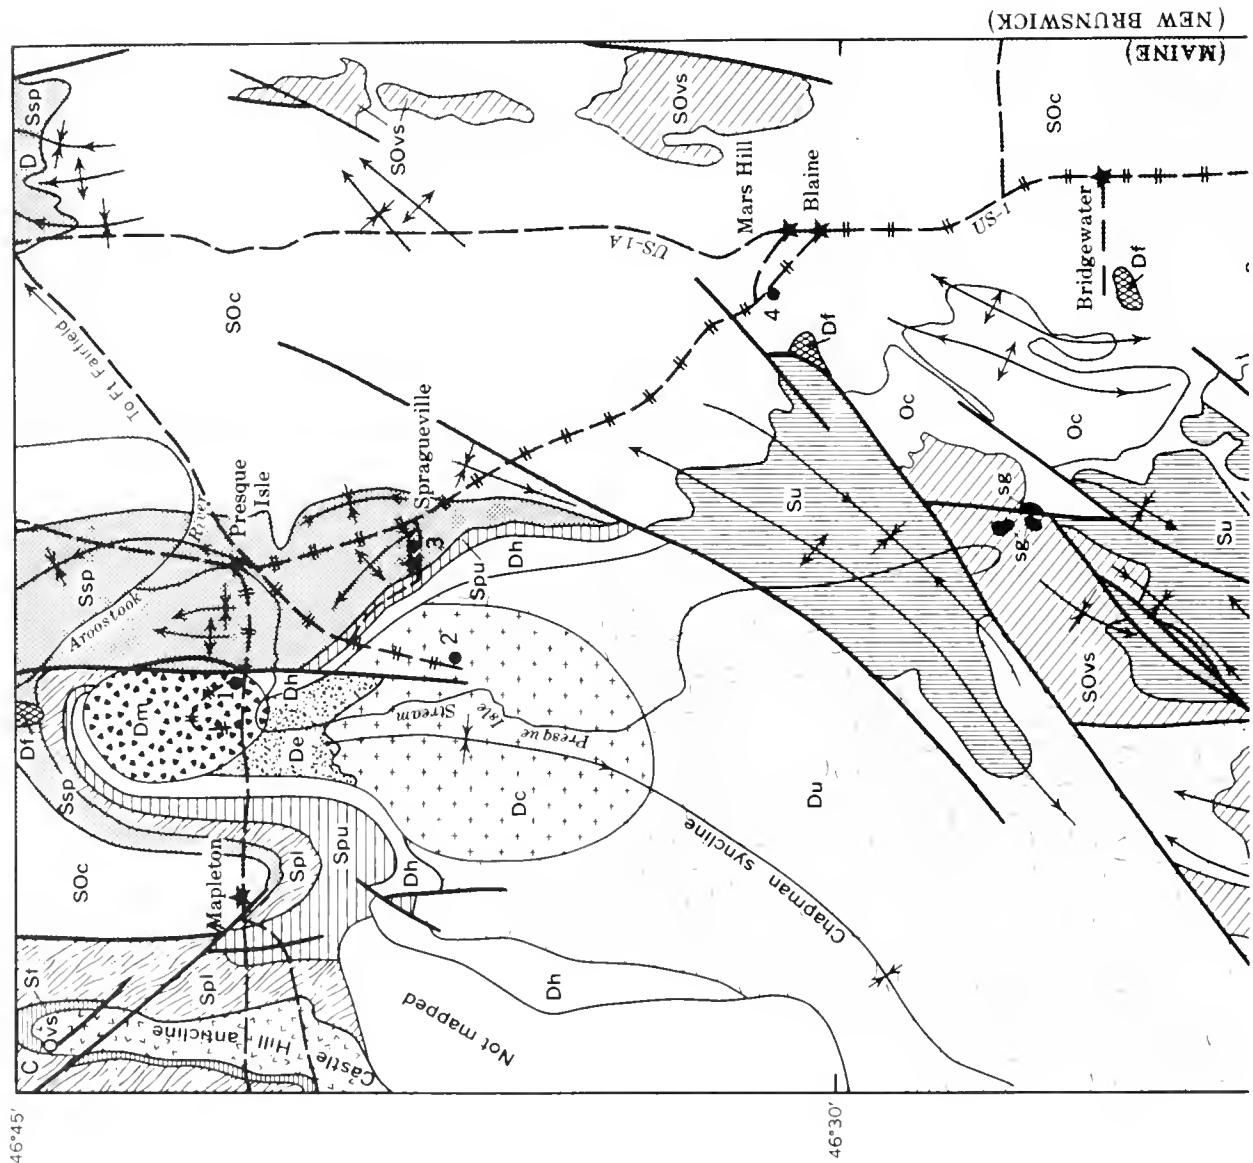 (NEW BRUNSWICK)
(MAINE)
46°45'
46°30'
Ssp
D
SOvs
SOvs
SOc
SOc
To Ft Fairfield
US-1A
Mars Hill
Blaine
US-1
Bridgewater
Df
4
Df
Oc
Oc
Presque
Isle
River
Aroostook
Ssp
Spragueville
3
Spu
Dh
2
Su
sg
sg
Su
SOvs
Df
Dm
1
Dh
De
Ssp
Presque
Isle
Stream
Dc
Du
Chapman syncline
SOc
Mapleton
Spl
Spu
Dh
St
Spl
Ovs
C
Castle
Hill
anticline
Not mapped
Dh